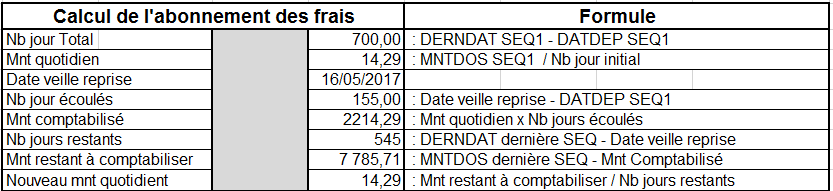 Calcul de l'abonnement des frais Formule
Nb jour Total 700,00 : DERNDAT SEQ1 - DATDEP SEQ1
Mnt quotidien 14,29 : MNTDOS SEQ1 / Nb jour initial
Date veille reprise 16/05/2017
Nb jour écoulés 155,00 : Date veille reprise - DATDEP SEQ1
Mnt comptabilisé 2214,29 : Mnt quotidien x Nb jours écoulés
Nb jours restants 545 : DERNDAT dernière SEQ - Date veille reprise
Mnt restant à comptabiliser 7 785,71 : MNTDOS dernière SEQ - Mnt Comptabilisé
Nouveau mnt quotidient 14,29 : Mnt restant à comptabiliser / Nb jours restants